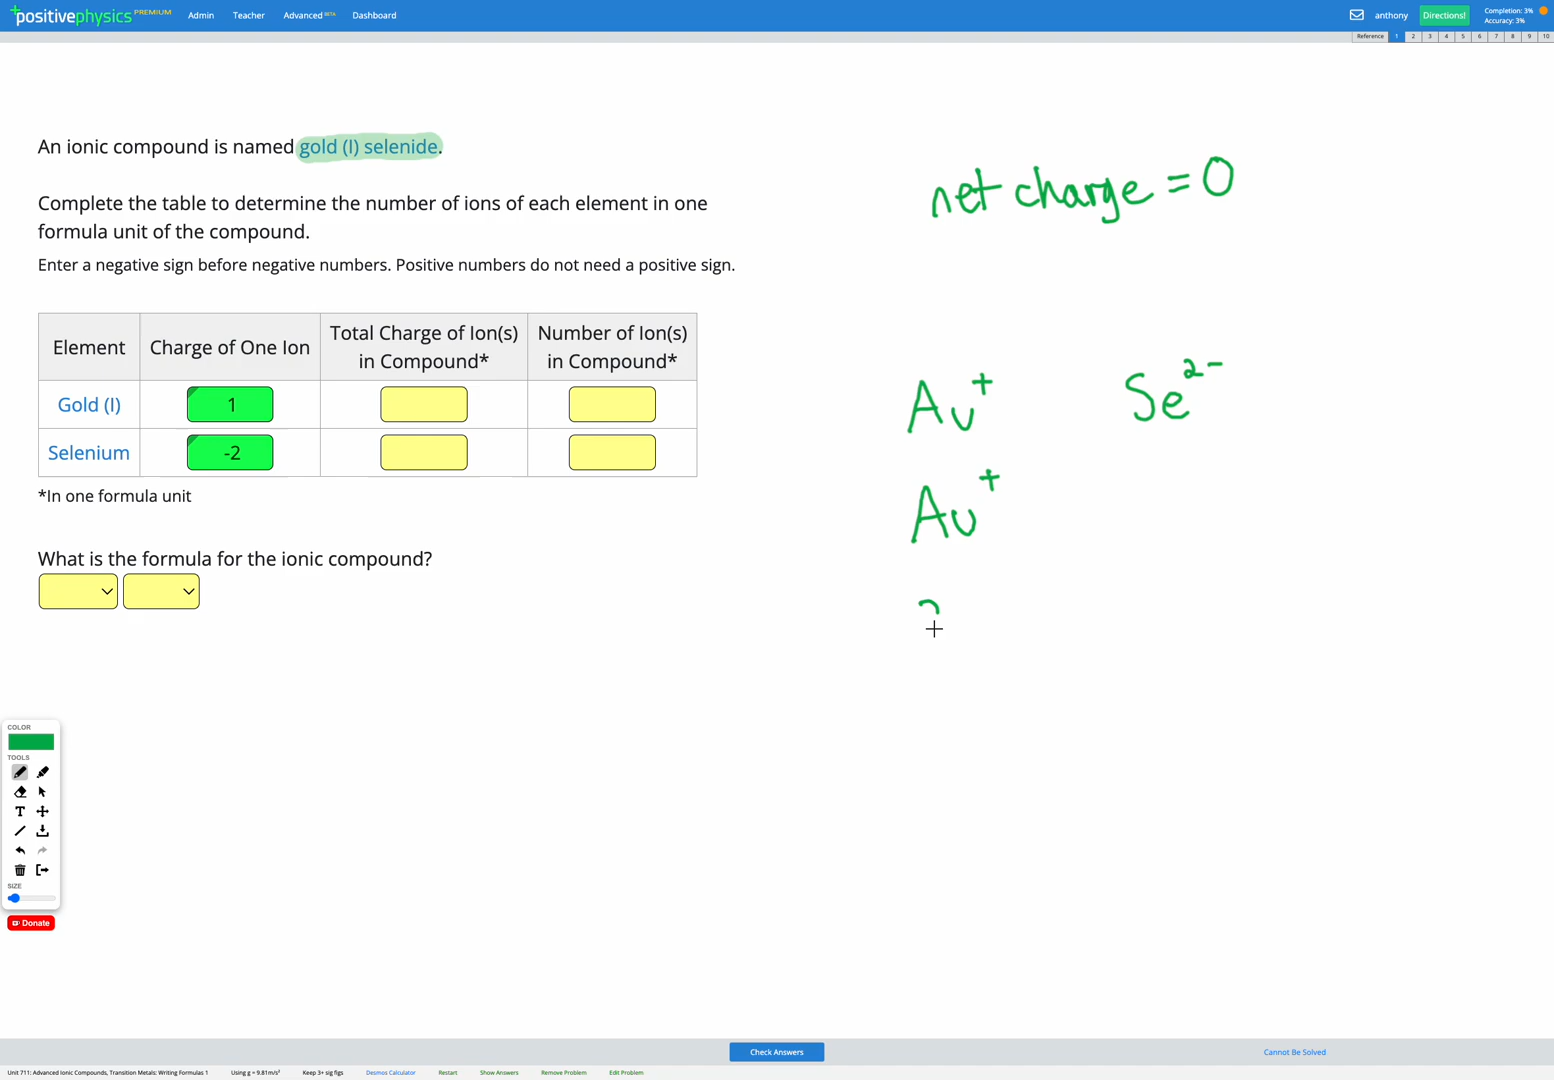 +positivephysics PREMIUM Admin Teacher Advanced BETA Dashboard anthony Directions! Completion: 3%
Accuracy: 3%
Reference 1 2 3 4 5 6 7 8 9 10
An ionic compound is named gold (I) selenide.
net charge = 0
Complete the table to determine the number of ions of each element in one
formula unit of the compound.
Enter a negative sign before negative numbers. Positive numbers do not need a positive sign.
Element Charge of One Ion Total Charge of Ion(s) in Compound* Number of Ion(s) in Compound*
Gold (I) 1
Selenium -2
*In one formula unit
Au⁺ Se²⁻
Au⁺
What is the formula for the ionic compound?
COLOR
TOOLS
T
SIZE
Donate
Check Answers Cannot Be Solved
Unit 711: Advanced Ionic Compounds, Transition Metals: Writing Formulas 1 Using g = 9.81m/s² Keep 3+ sig figs Desmos Calculator Restart Show Answers Remove Problem Edit Problem